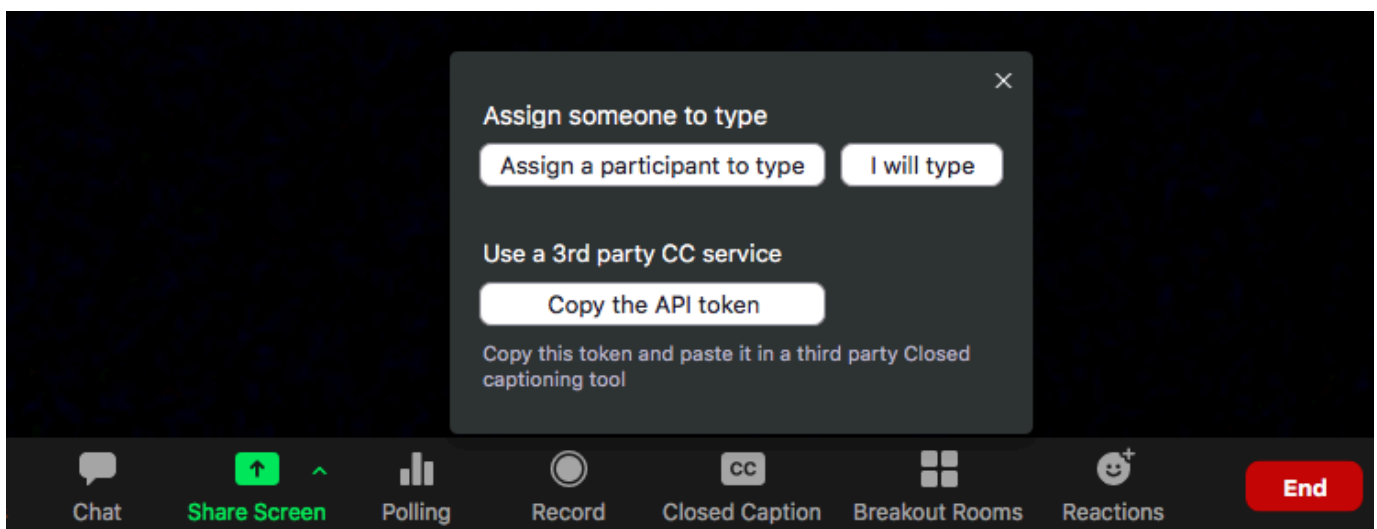 Assign someone to type
Assign a participant to type
I will type
Use a 3rd party CC service
Copy the API token
Copy this token and paste it in a third party Closed
captioning tool
CC
Chat
Share Screen
Polling
Record
Closed Caption
Breakout Rooms
Reactions
End